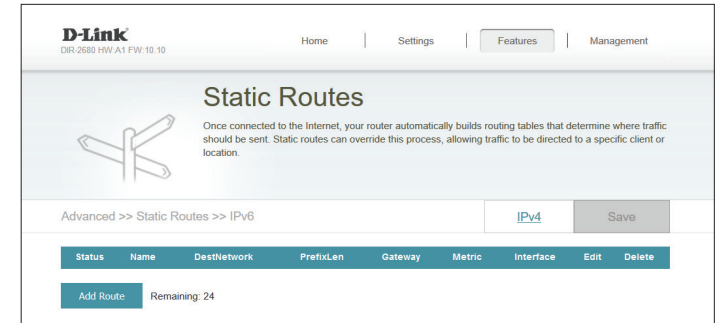 D-Link
DIR-2680 HW:A1 FW:10.10
Home
Settings
Features
Management
Static Routes
Once connected to the Internet, your router automatically builds routing tables that determine where traffic
should be sent. Static routes can override this process, allowing traffic to be directed to a specific client or
location.
Advanced >> Static Routes >> IPv6
IPv4
Save
Status Name DestNetwork PrefixLen Gateway Metric Interface Edit Delete
Add Route
Remaining: 24